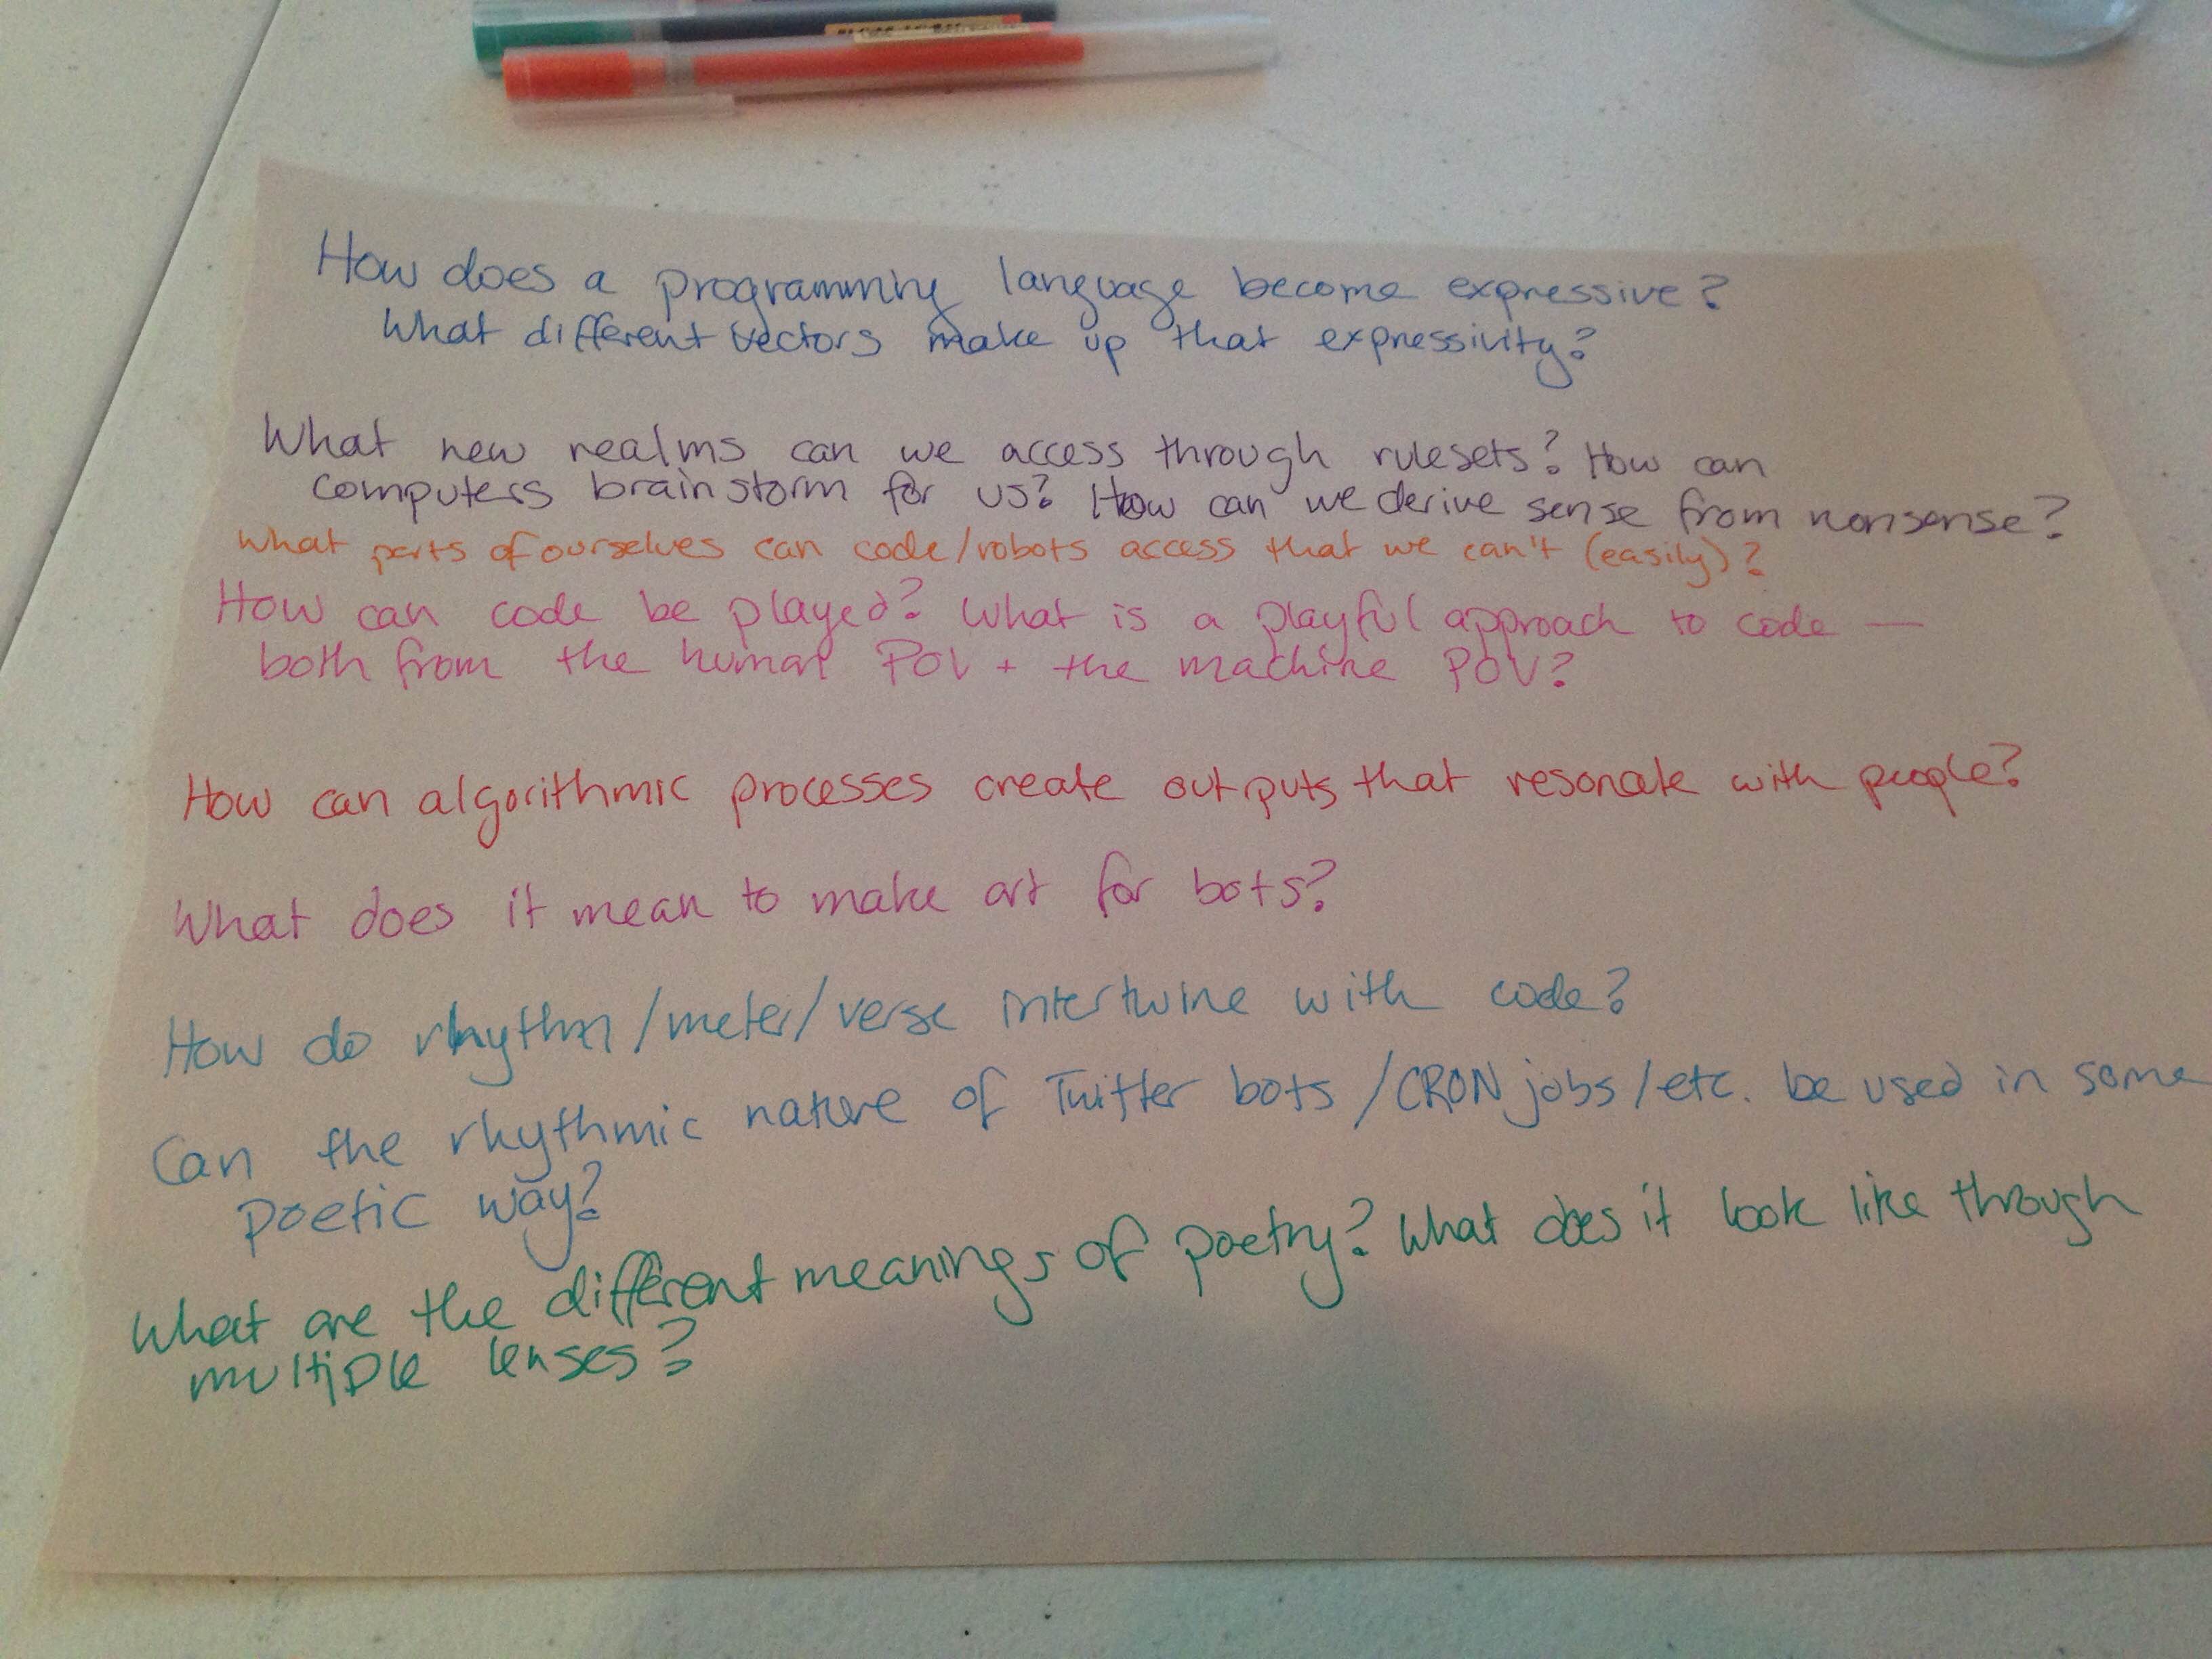 How does a programming language become expressive?
What different vectors make up that expressivity?
What new realms can we access through rulesets? How can
computers brainstorm for us? How can we derive sense from nonsense?
What parts of ourselves can code/robots access that we can't (easily)?
How can code be played? What is a playful approach to code —
both from the human POV + the machine POV?
How can algorithmic processes create outputs that resonate with people?
What does it mean to make art for bots?
How do rhythm/meter/verse intertwine with code?
Can the rhythmic nature of Twitter bots/CRON jobs/etc. be used in some
poetic way?
What are the different meanings of poetry? What does it look like through
multiple lenses?